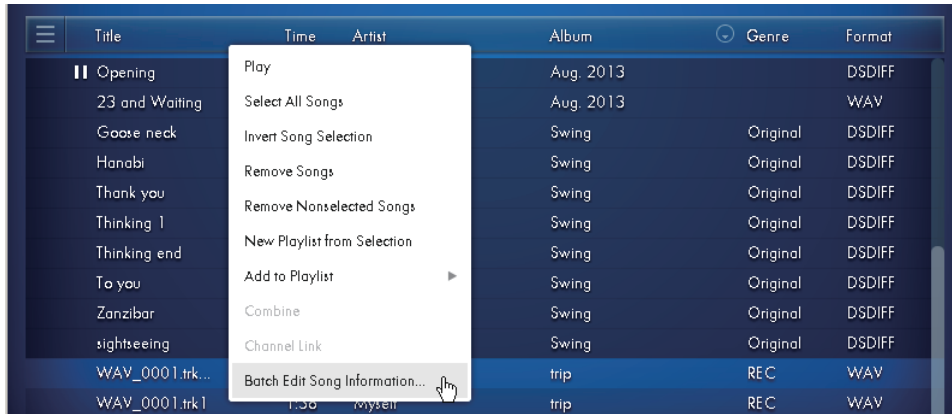 Title Time Artist Album Genre Format
Opening Aug. 2013 DSDIFF
23 and Waiting Aug. 2013 WAV
Goose neck Swing Original DSDIFF
Hanabi Swing Original DSDIFF
Thank you Swing Original DSDIFF
Thinking 1 Swing Original DSDIFF
Thinking end Swing Original DSDIFF
To you Swing Original DSDIFF
Zanzibar Swing Original DSDIFF
sightseeing Swing Original DSDIFF
WAV_0001.trk... trip REC WAV
WAV_0001.trk1 1:58 Myself trip REC WAV
Play
Select All Songs
Invert Song Selection
Remove Songs
Remove Nonselected Songs
New Playlist from Selection
Add to Playlist
Combine
Channel Link
Batch Edit Song Information...